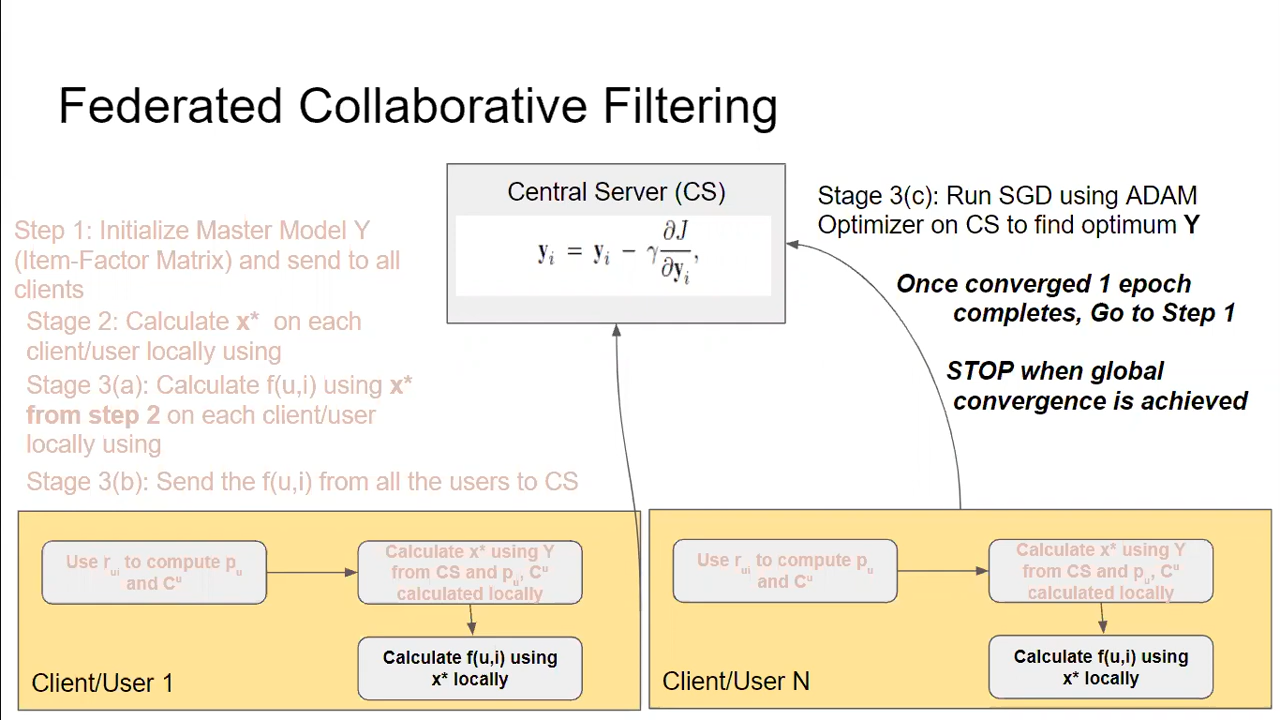 Federated Collaborative Filtering
Central Server (CS)
yᵢ = yᵢ − γ ∂J/∂yᵢ,
Stage 3(c): Run SGD using ADAM
Optimizer on CS to find optimum Y
Once converged 1 epoch
completes, Go to Step 1
STOP when global
convergence is achieved
Step 1: Initialize Master Model Y
(Item-Factor Matrix) and send to all
clients
Stage 2: Calculate x* on each
client/user locally using
Stage 3(a): Calculate f(u,i) using x*
from step 2 on each client/user
locally using
Stage 3(b): Send the f(u,i) from all the users to CS
Use r_ui to compute p_u
and Cᵘ
Calculate x* using Y
from CS and p_u, Cᵘ
calculated locally
Calculate f(u,i) using
x* locally
Client/User 1
Use r_ui to compute p_u
and Cᵘ
Calculate x* using Y
from CS and p_u, Cᵘ
calculated locally
Calculate f(u,i) using
x* locally
Client/User N